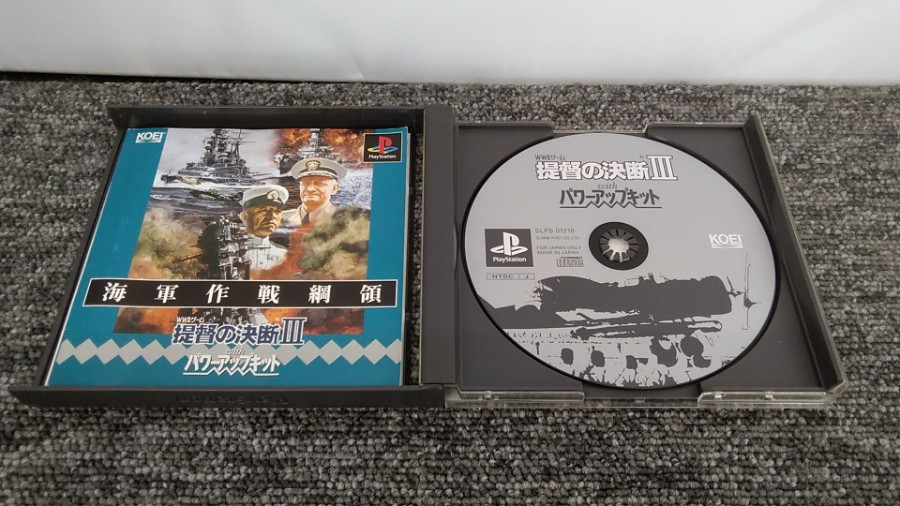 KOEI
PlayStation
海軍作戦綱領
WWIIゲーム
提督の決断III
with
パワーアップキット
WWIIゲーム
提督の決断III
with
パワーアップキット
SLPS 01216
FOR JAPAN ONLY
MADE IN JAPAN
PlayStation
NTSC J
KOEI